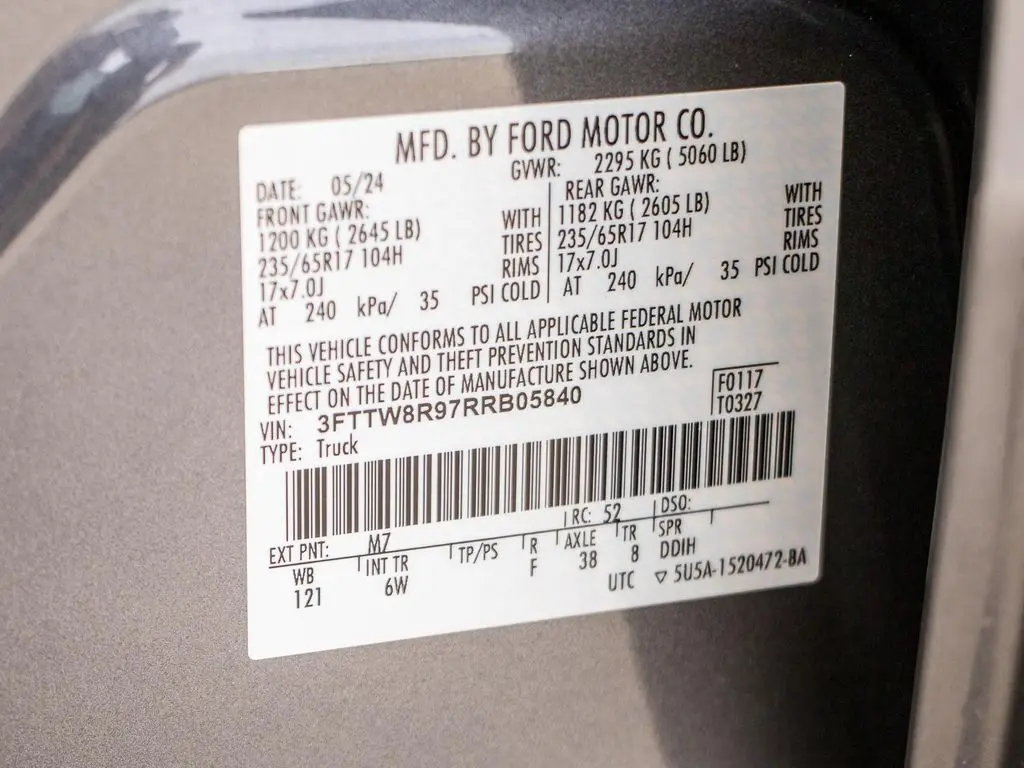 MFD. BY FORD MOTOR CO.
DATE: 05/24 GVWR: 2295 KG ( 5060 LB)
FRONT GAWR: REAR GAWR:
1200 KG ( 2645 LB) WITH 1182 KG ( 2605 LB) WITH
235/65R17 104H TIRES 235/65R17 104H TIRES
17x7.0J RIMS 17x7.0J RIMS
AT 240 kPa/ 35 PSI COLD AT 240 kPa/ 35 PSI COLD
THIS VEHICLE CONFORMS TO ALL APPLICABLE FEDERAL MOTOR
VEHICLE SAFETY AND THEFT PREVENTION STANDARDS IN
EFFECT ON THE DATE OF MANUFACTURE SHOWN ABOVE.
VIN: 3FTTW8R97RRB05840 F0117
TYPE: Truck T0327
EXT PNT: M7 RC: 52 DSO:
WB INT TR TP/PS R AXLE TR SPR
121 6W F 38 8 DDIH
UTC ▽ 5U5A-1520472-BA